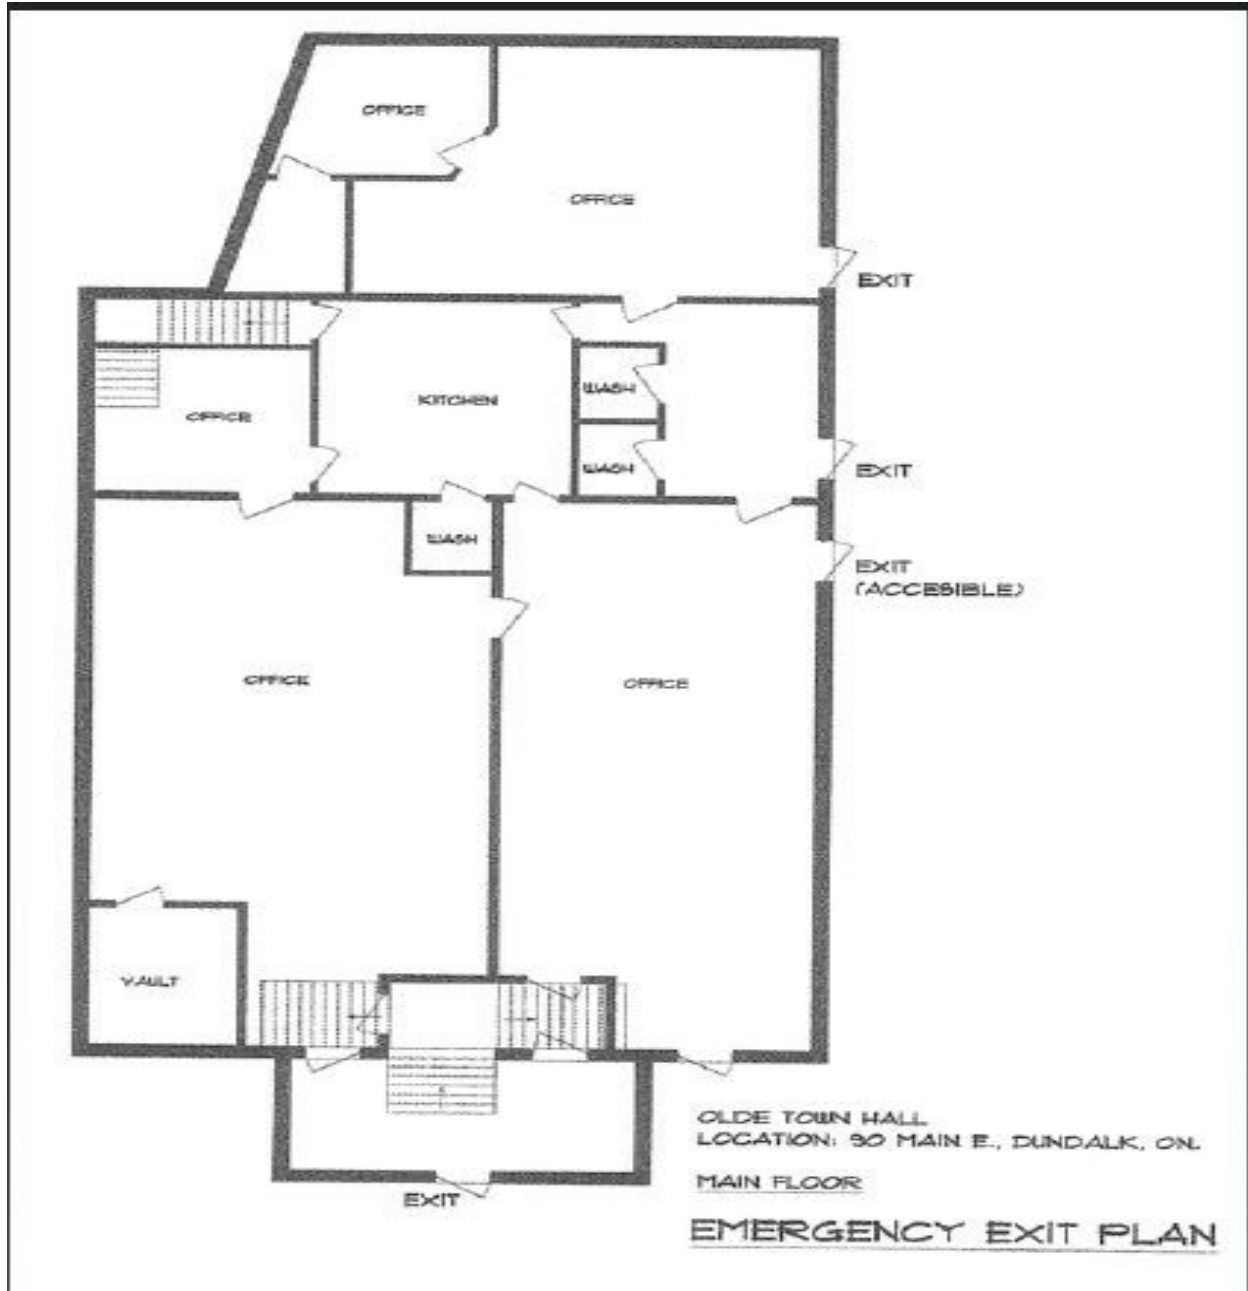 OFFICE
OFFICE
EXIT
WASH
KITCHEN
OFFICE
WASH
EXIT
WASH
EXIT
(ACCESIBLE)
OFFICE
OFFICE
VAULT
OLDE TOWN HALL
LOCATION: 90 MAIN E., DUNDALK, ON.
MAIN FLOOR
EXIT
EMERGENCY EXIT PLAN